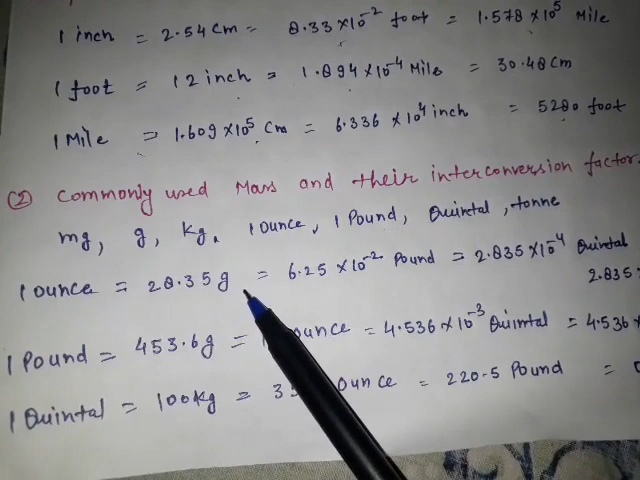 1 inch = 2.54 cm = 8.33 × 10⁻² foot = 1.578 × 10⁵ Mile
1 foot = 12 inch = 1.894 × 10⁻⁴ Mile = 30.48 cm
1 Mile = 1.609 × 10⁵ cm = 6.336 × 10⁴ inch = 5280 foot
(2) Commonly used Mass and their interconversion factor.
mg, g, kg, 1 ounce, 1 Pound, Quintal, tonne
1 ounce = 28.35 g = 6.25 × 10⁻² Pound = 2.835 × 10⁻⁴ Quintal
2.835
1 Pound = 453.6 g = ounce = 4.536 × 10⁻³ Quintal = 4.536 ×
1 Quintal = 100 kg = 35 ounce = 220.5 Pound =